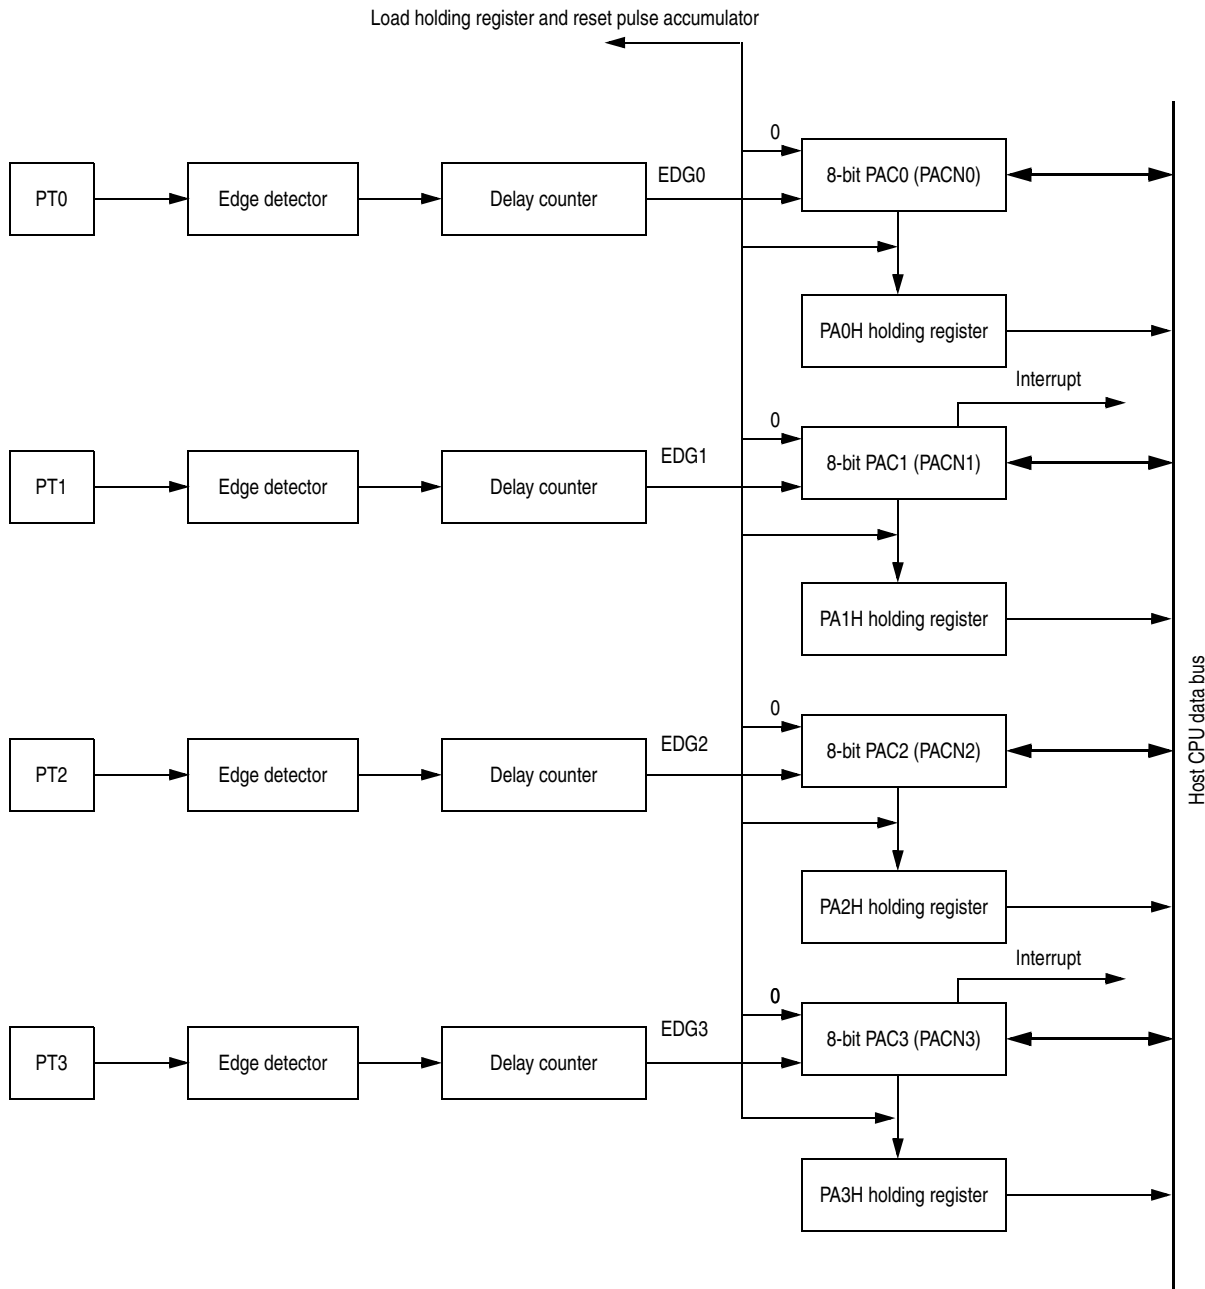 Load holding register and reset pulse accumulator
0
PT0
Edge detector
Delay counter
EDG0
8-bit PAC0 (PACN0)
PA0H holding register
Interrupt
0
PT1
Edge detector
Delay counter
EDG1
8-bit PAC1 (PACN1)
PA1H holding register
0
PT2
Edge detector
Delay counter
EDG2
8-bit PAC2 (PACN2)
PA2H holding register
Interrupt
0
PT3
Edge detector
Delay counter
EDG3
8-bit PAC3 (PACN3)
PA3H holding register
Host CPU data bus